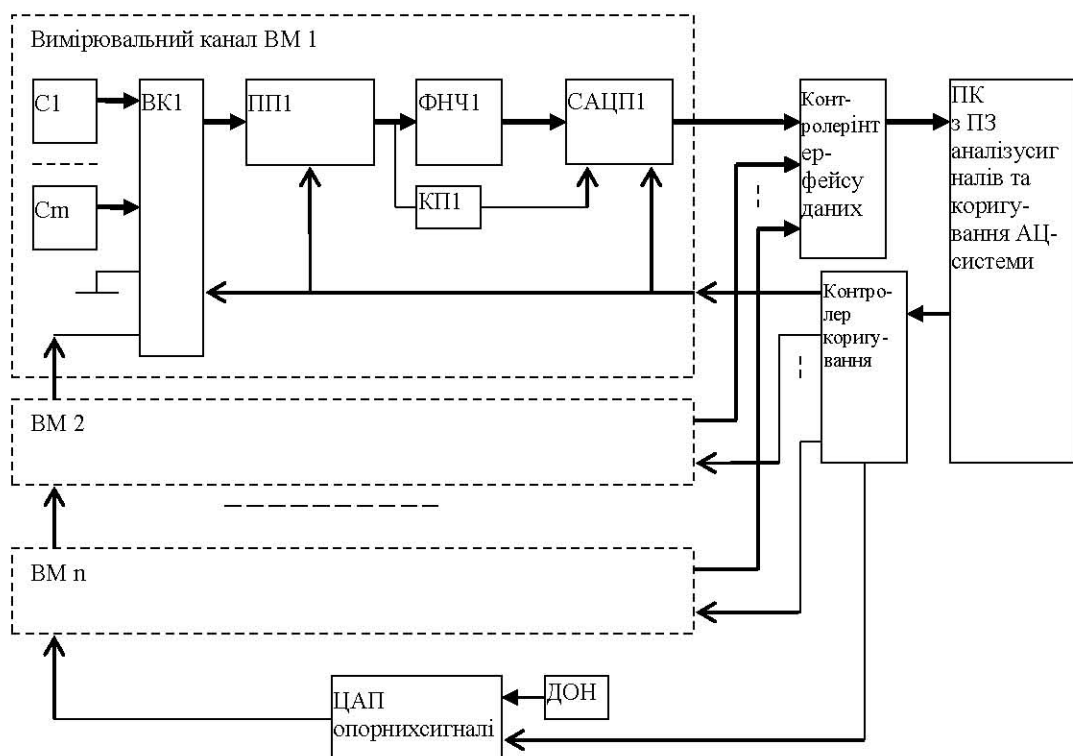 Вимірювальний канал ВМ 1
С1
ВК1
ПП1
ФНЧ1
САЦП1
Сm
КП1
Конт-
ролерінт
ер-
фейсу
даних
ПК
з ПЗ
аналізусиг
налів та
коригу-
вання АЦ-
системи
Контро-
лер
коригу-
вання
ВМ 2
ВМ n
ЦАП
опорнихсигналі
ДОН